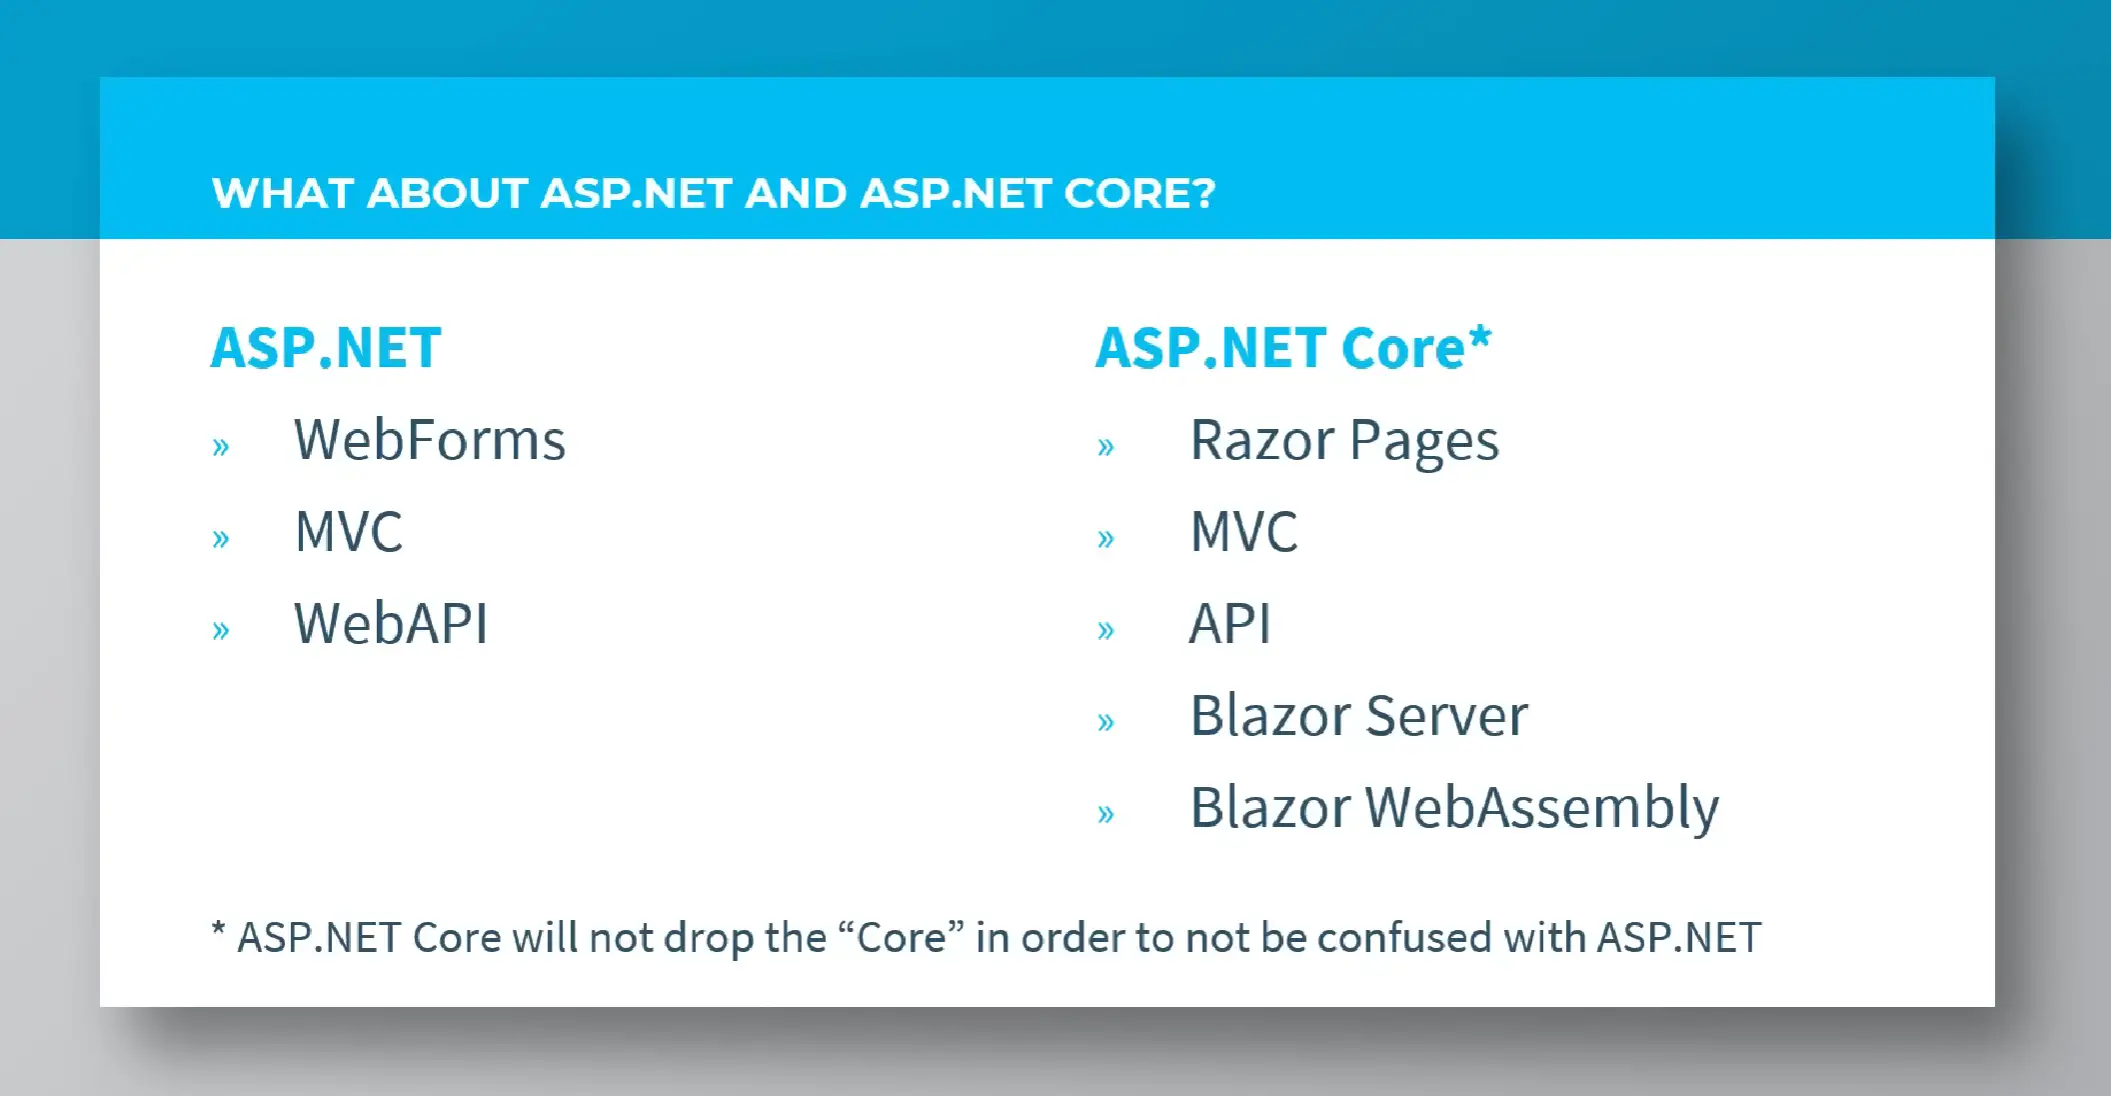 WHAT ABOUT ASP.NET AND ASP.NET CORE?
ASP.NET
» WebForms
» MVC
» WebAPI
ASP.NET Core*
» Razor Pages
» MVC
» API
» Blazor Server
» Blazor WebAssembly
* ASP.NET Core will not drop the “Core” in order to not be confused with ASP.NET